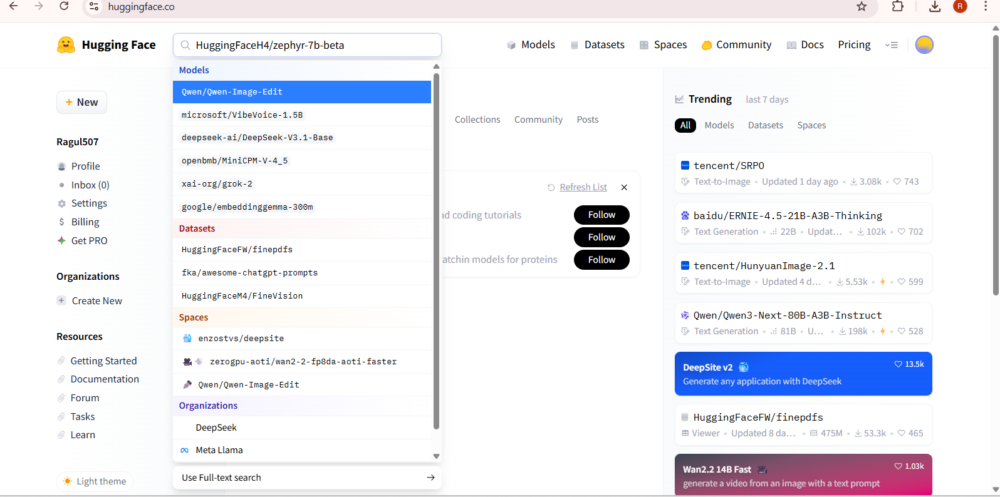 huggingface.co
R
Hugging Face
HuggingFaceH4/zephyr-7b-beta
Models
Datasets
Spaces
Community
Docs
Pricing
Models
Qwen/Qwen-Image-Edit
microsoft/VibeVoice-1.5B
deepseek-ai/DeepSeek-V3.1-Base
openbmb/MiniCPM-V-4_5
xai-org/grok-2
google/embeddinggemma-300m
Datasets
HuggingFaceFW/finepdfs
fka/awesome-chatgpt-prompts
HuggingFaceM4/FineVision
Spaces
enzostvs/deepsite
zerogpu-aoti/wan2-2-fp8da-aoti-faster
Qwen/Qwen-Image-Edit
Organizations
DeepSeek
Meta Llama
Use Full-text search
+ New
Ragul507
Profile
Inbox (0)
Settings
$ Billing
Get PRO
Organizations
+ Create New
Resources
Getting Started
Documentation
Forum
Tasks
Learn
Light theme
Collections
Community
Posts
Refresh List
coding tutorials
Follow
Follow
models for proteins
Follow
Trending last 7 days
All Models Datasets Spaces
tencent/SRPO
Text-to-Image • Updated 1 day ago • 3.08k • 743
baidu/ERNIE-4.5-21B-A3B-Thinking
Text Generation • 22B • Updat... • 102k • 702
tencent/HunyuanImage-2.1
Text-to-Image • Updated 4 d... • 5.53k • • 599
Qwen/Qwen3-Next-80B-A3B-Instruct
Text Generation • 81B • U... • 198k • • 528
DeepSite v2 13.5k
Generate any application with DeepSeek
HuggingFaceFW/finepdfs
Viewer • Updated 8 da... • 475M • 53.3k • 465
Wan2.2 14B Fast 1.03k
generate a video from an image with a text prompt